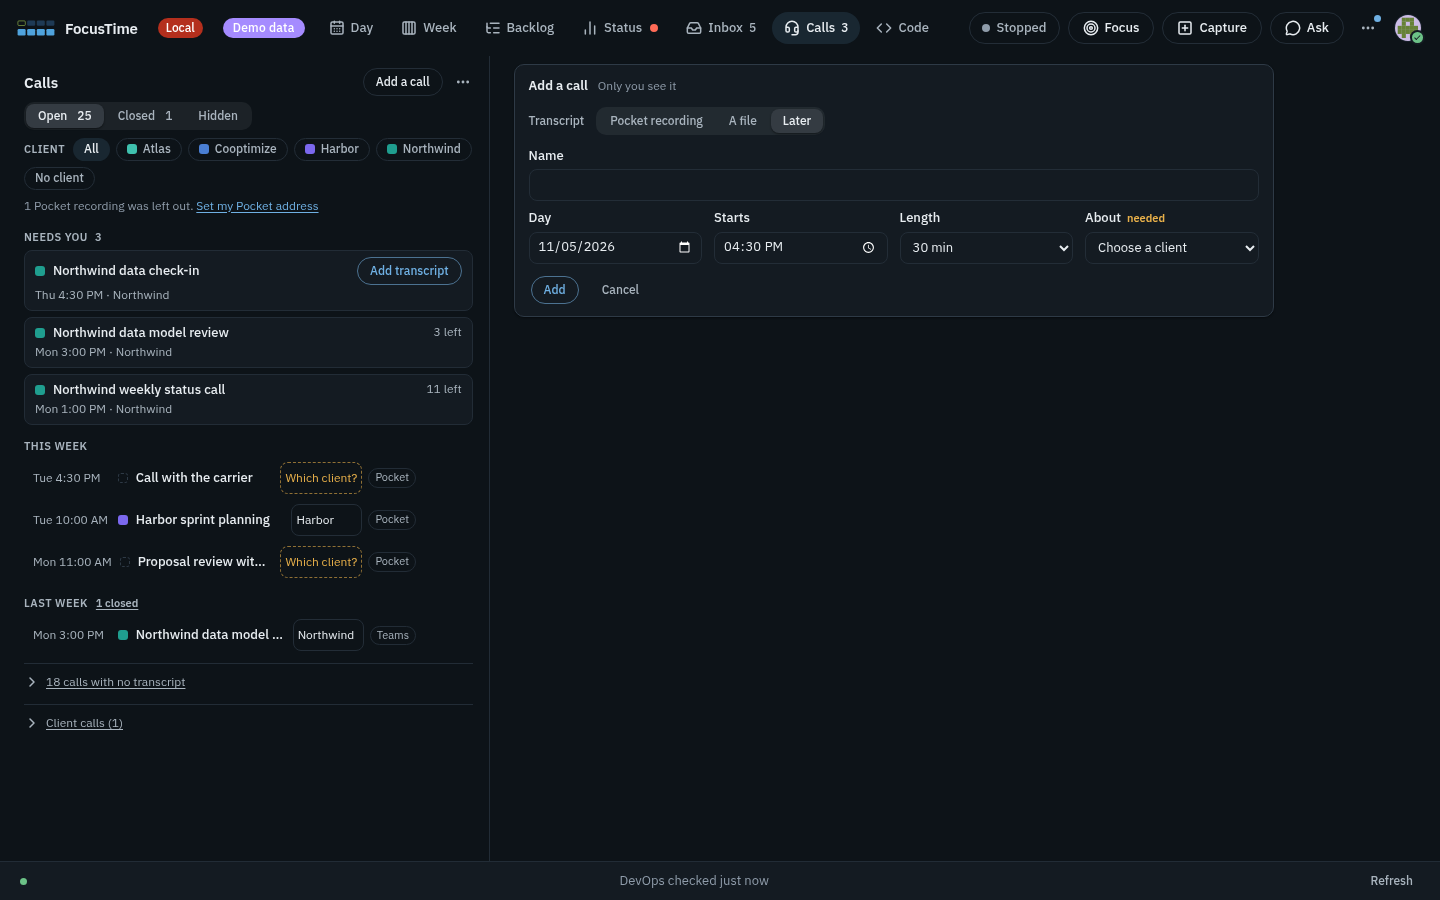 FocusTime Local Demo data Day Week Backlog Status Inbox 5 Calls 3 Code Stopped Focus Capture Ask
Calls Add a call
Open 25 Closed 1 Hidden
CLIENT All Atlas Cooptimize Harbor Northwind
No client
1 Pocket recording was left out. Set my Pocket address
NEEDS YOU 3
Northwind data check-in Add transcript
Thu 4:30 PM · Northwind
Northwind data model review 3 left
Mon 3:00 PM · Northwind
Northwind weekly status call 11 left
Mon 1:00 PM · Northwind
THIS WEEK
Tue 4:30 PM Call with the carrier Which client? Pocket
Tue 10:00 AM Harbor sprint planning Harbor Pocket
Mon 11:00 AM Proposal review wit... Which client? Pocket
LAST WEEK 1 closed
Mon 3:00 PM Northwind data model ... Northwind Teams
18 calls with no transcript
Client calls (1)
Add a call Only you see it
Transcript Pocket recording A file Later
Name
Day Starts Length About needed
11/05/2026 04:30 PM 30 min Choose a client
Add Cancel
DevOps checked just now Refresh